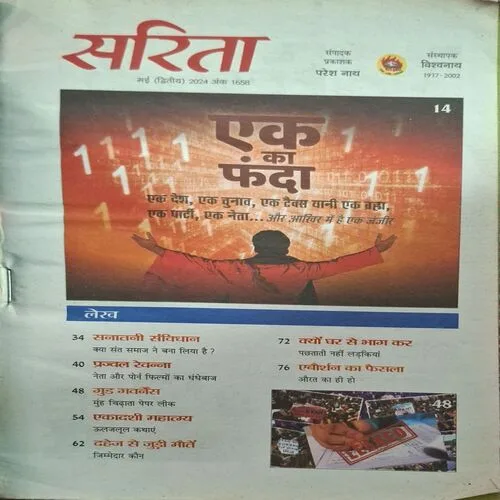 सरिता
मई (द्वितीय) 2024 अंक 1658
संपादक
प्रकाशक
परेश नाथ
संस्थापक
विश्वनाथ
1917-2002
14
एक
का
फंदा
एक देश, एक चुनाव, एक टैक्स यानी एक ब्रह्म,
एक पार्टी, एक नेता... और आखिर में है एक जंजीर
लेख
34 सनातनी संविधान
क्या संत समाज ने बना लिया है ?
40 प्रज्वल रेवन्ना
नेता और पोर्न फिल्मों का धंधेबाज
48 गुड गवर्नेंस
मुंह चिढ़ाता पेपर लीक
54 एकादशी महात्म्य
ऊलजलूल कथाएं
62 दहेज से जुड़ी मौतें
जिम्मेदार कौन
72 क्यों घर से भाग कर
पछताती नहीं लड़कियां
76 एबौर्शन का फैसला
औरत का ही हो
48